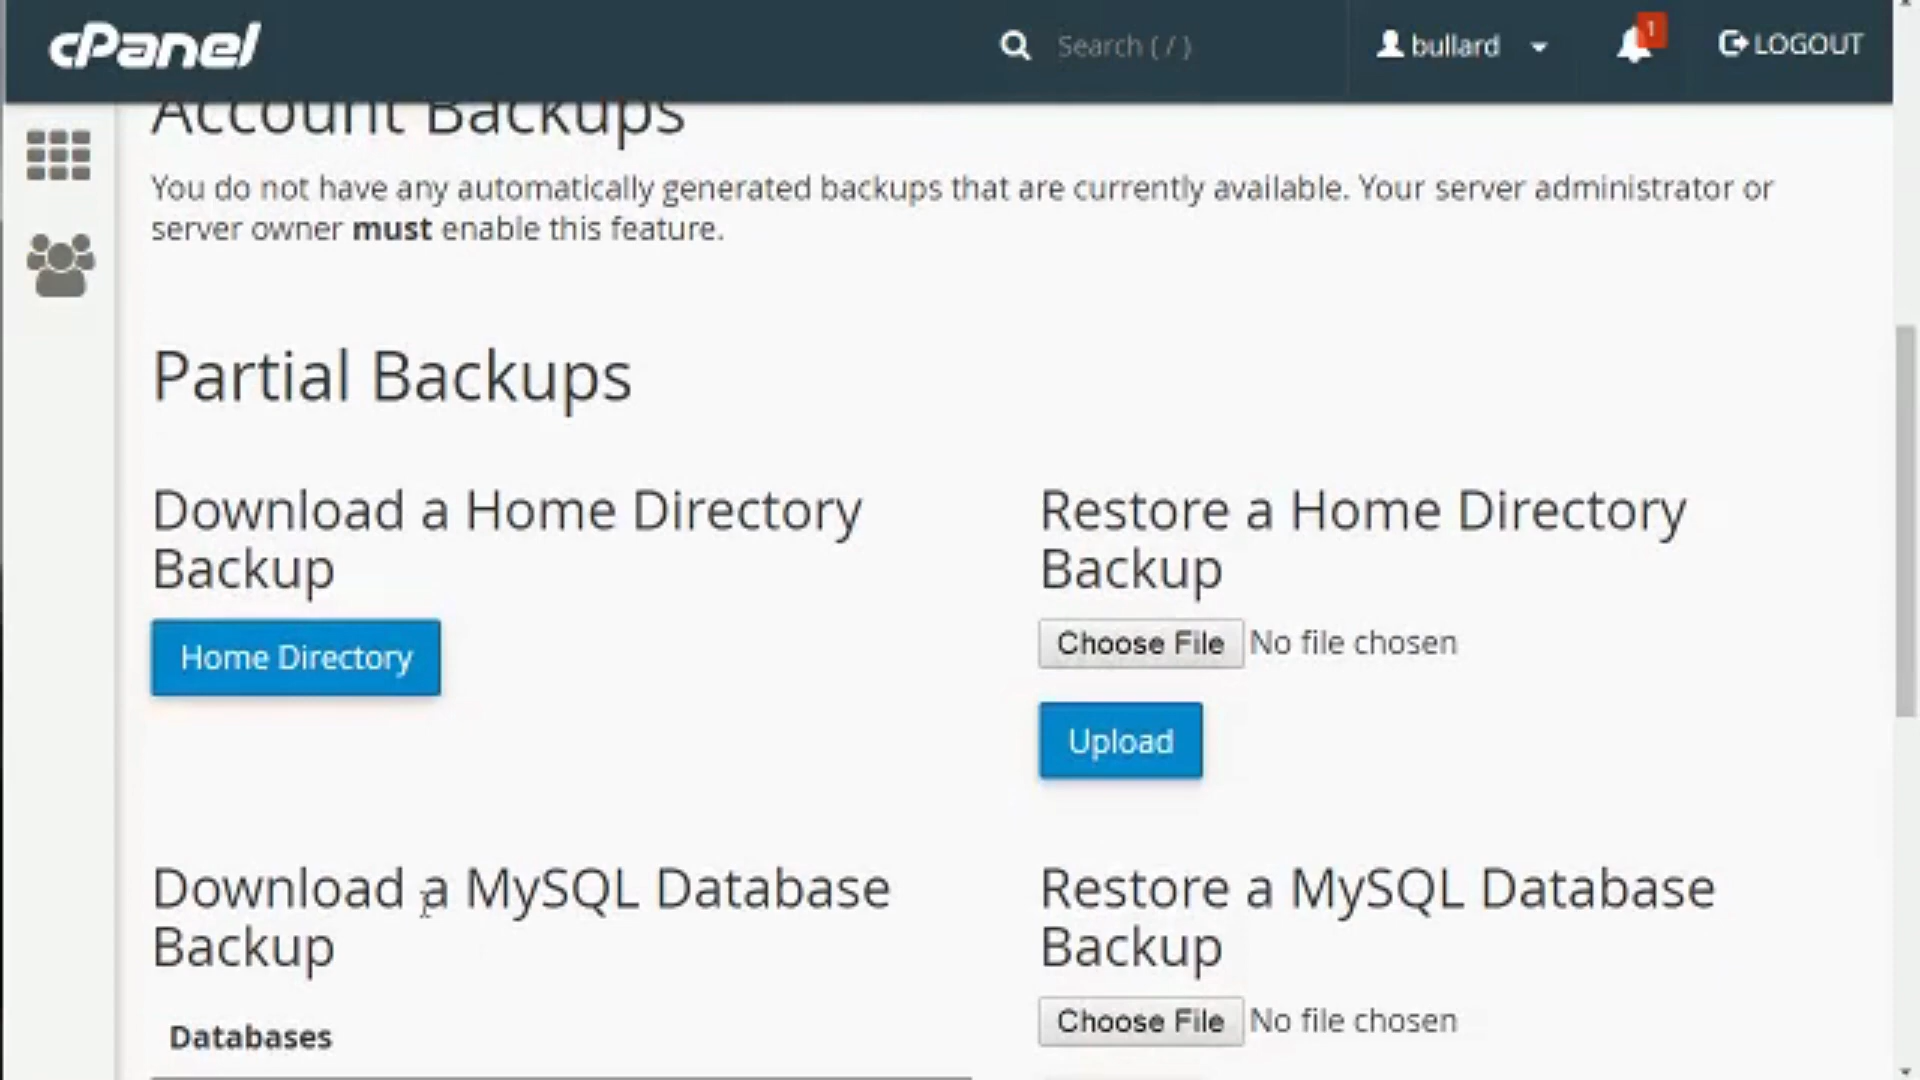 cPanel
Search ( / )
bullard
1
LOGOUT
Account Backups
You do not have any automatically generated backups that are currently available. Your server administrator or
server owner must enable this feature.
Partial Backups
Download a Home Directory
Backup
Home Directory
Restore a Home Directory
Backup
Choose File No file chosen
Upload
Download a MySQL Database
Backup
Databases
Restore a MySQL Database
Backup
Choose File No file chosen